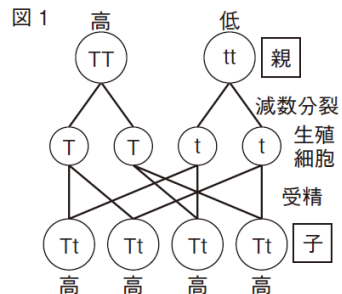 図1
高 低
TT tt 親
減数分裂
T T t t 生殖
細胞
受精
Tt Tt Tt Tt 子
高 高 高 高